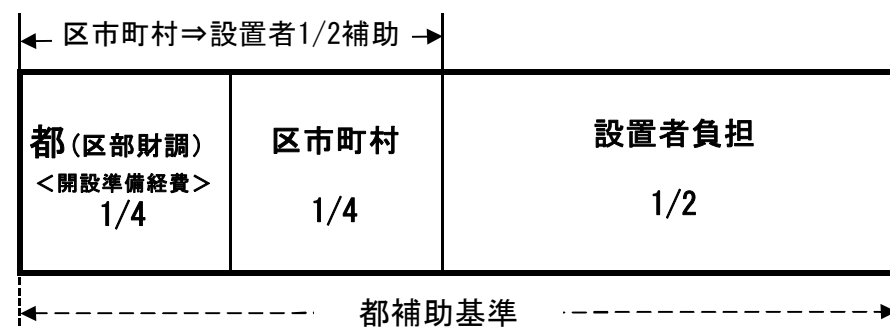 区市町村⇒設置者1/2補助
都(区部財調)
<開設準備経費>
1/4
区市町村
1/4
設置者負担
1/2
都補助基準